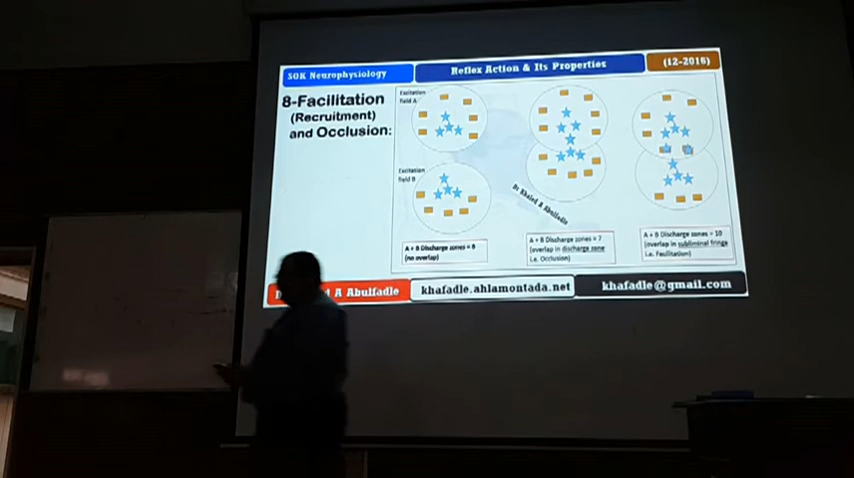 SOK Neurophysiology
Reflex Action & Its Properties
(12-2016)
8-Facilitation
(Recruitment)
and Occlusion:
Excitation
field A
Excitation
field B
Dr Khaled A Abulfadle
A + B Discharge zones = 8
(no overlap)
A + B Discharge zones = 7
(overlap in discharge zone
i.e. Occlusion)
A + B Discharge zones = 10
(overlap in subliminal fringe
i.e. Facilitation)
A Abulfadle
khafadle.ahlamontada.net
khafadle@gmail.com